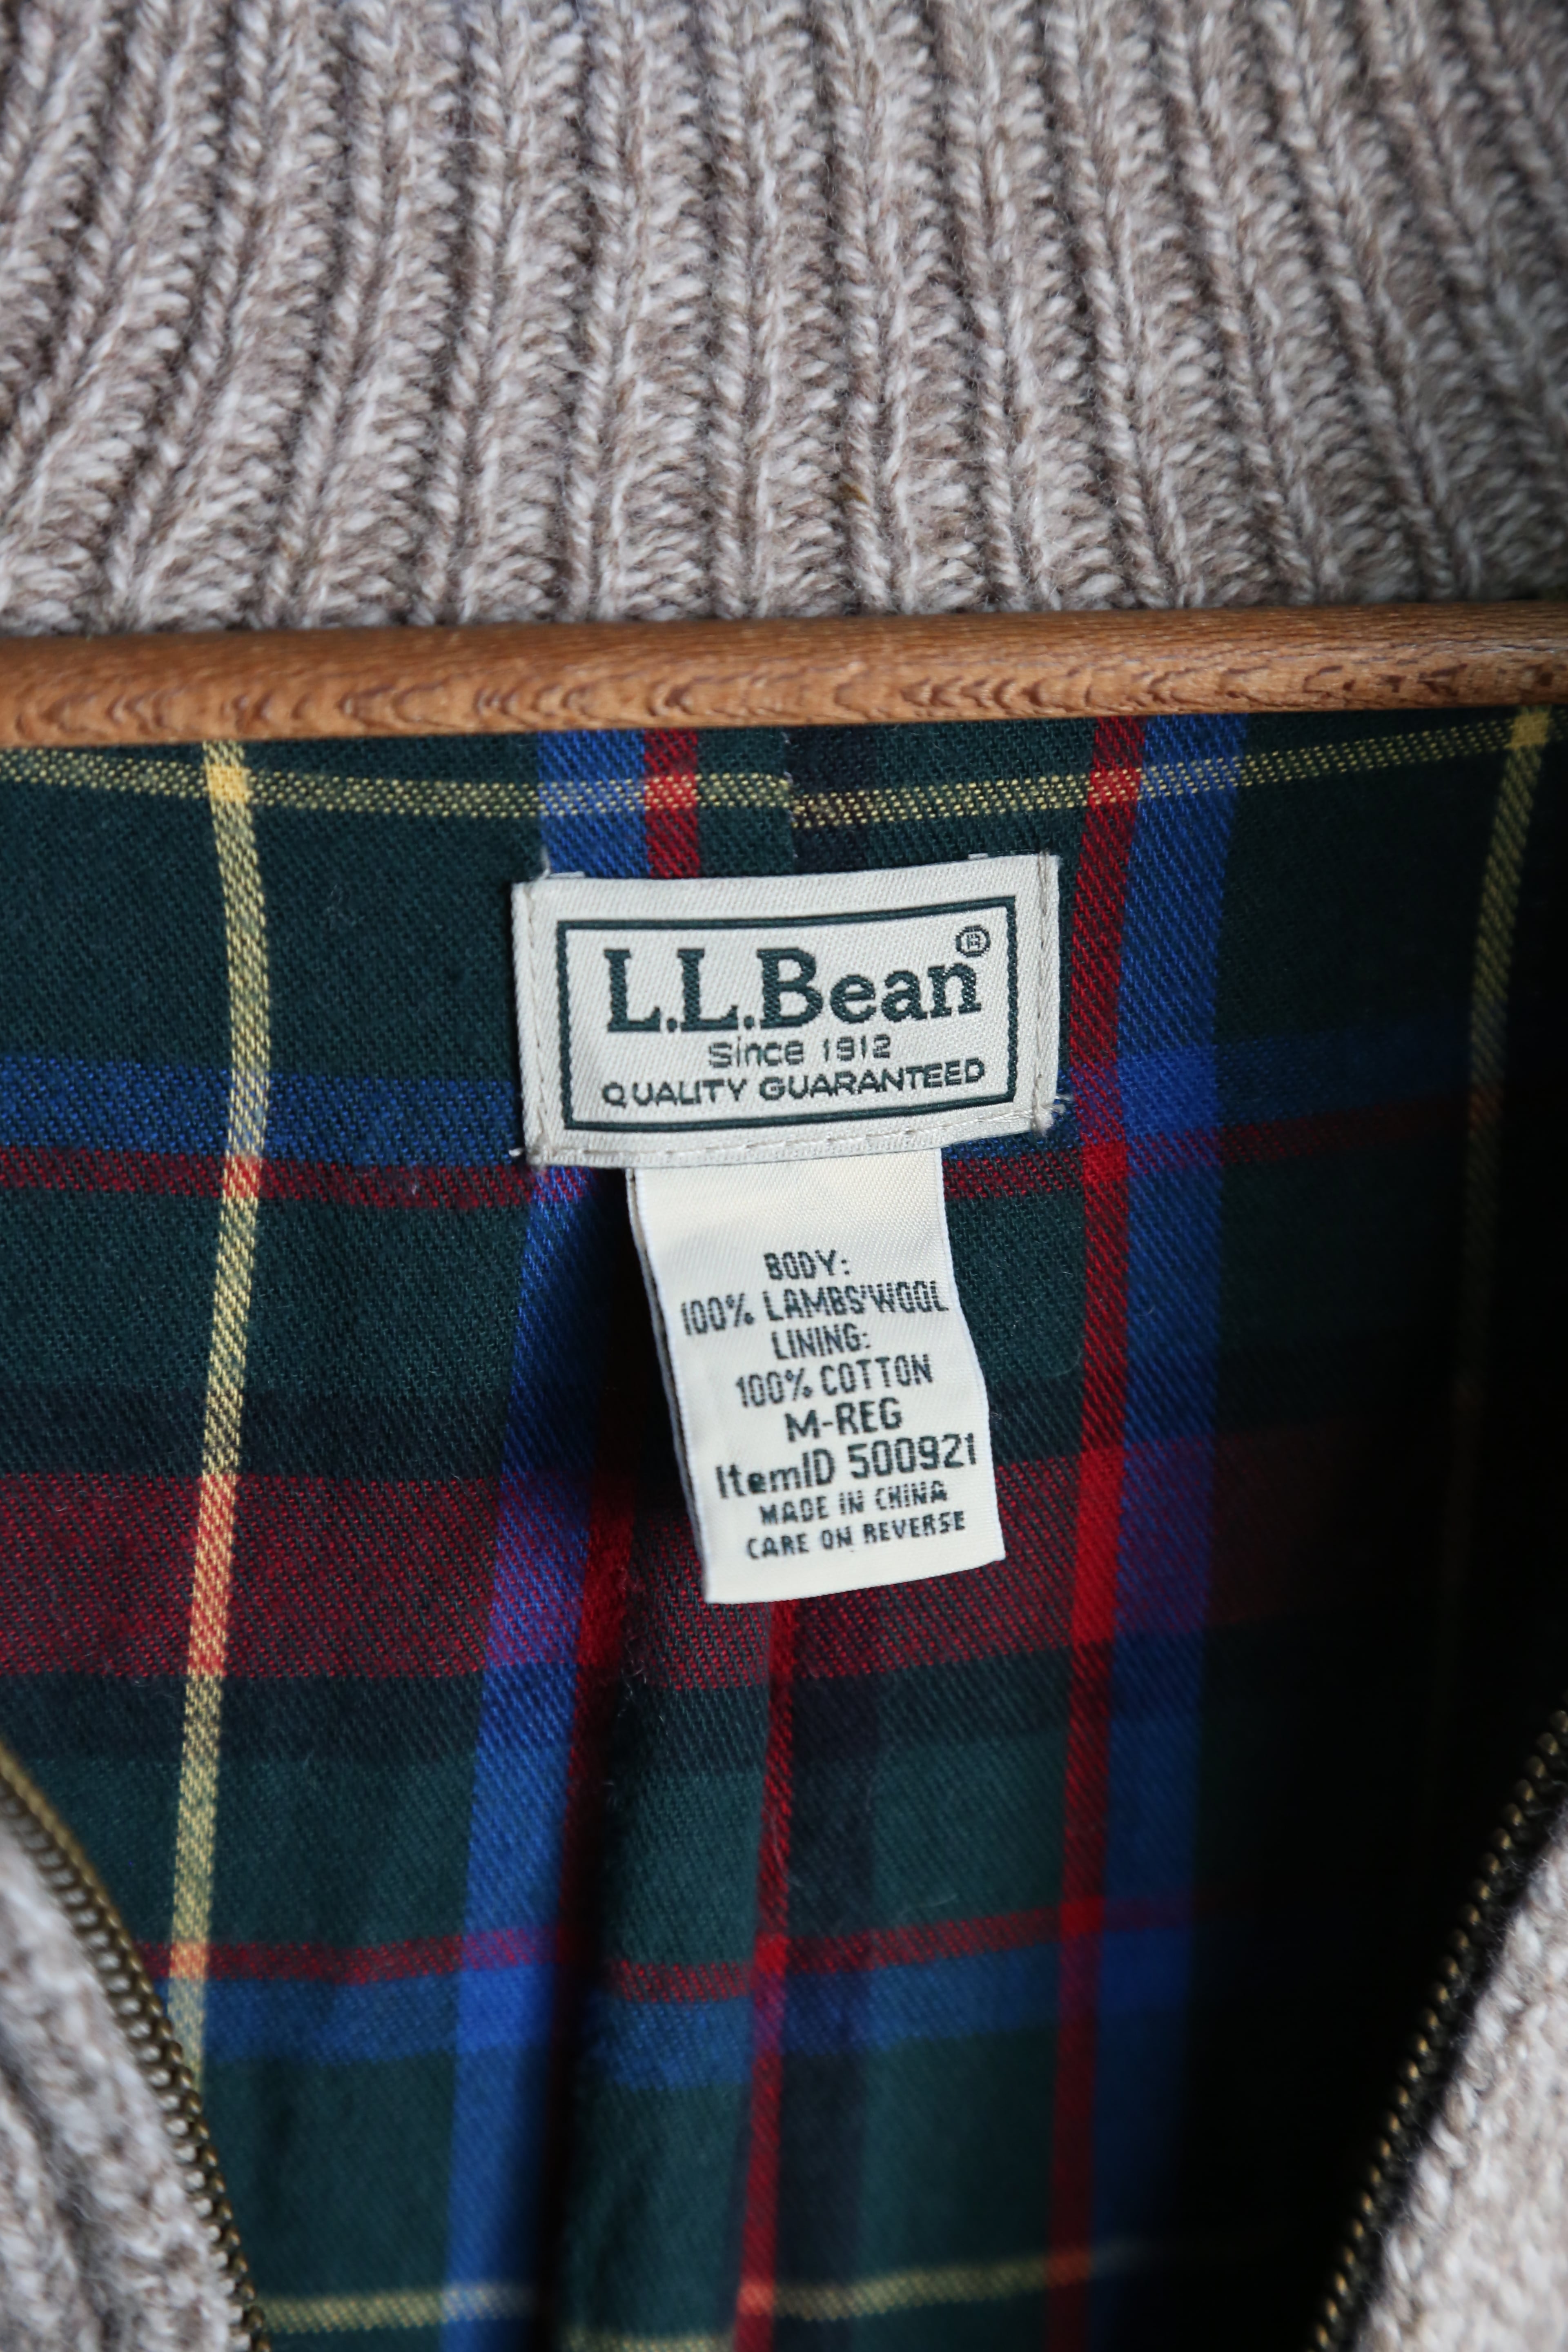 L.L.Bean®
Since 1912
QUALITY GUARANTEED
BODY:
100% LAMBS'WOOL
LINING:
100% COTTON
M-REG
ItemID 500921
MADE IN CHINA
CARE ON REVERSE